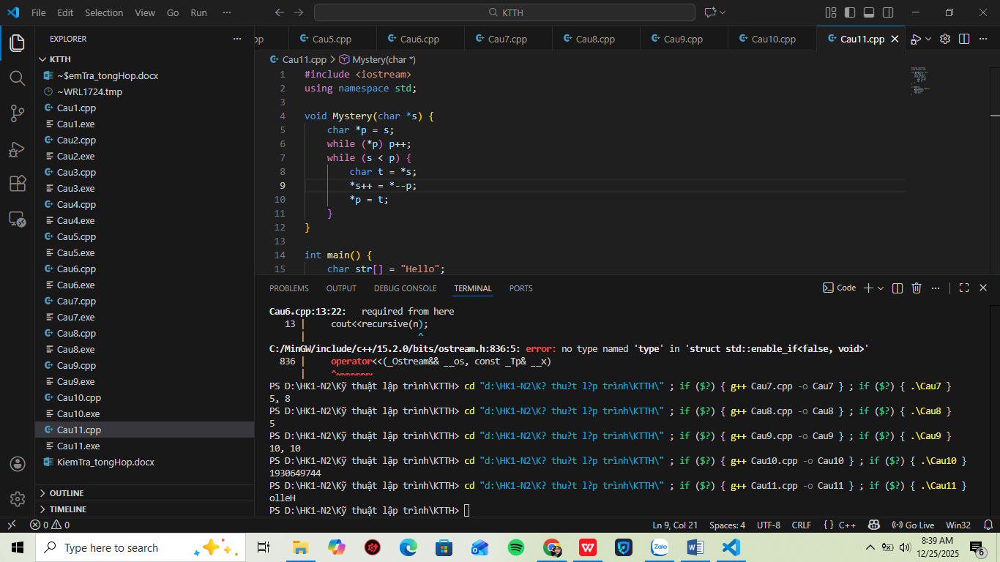 File Edit Selection View Go Run ··· KTTH
EXPLORER ···
KTTH
~$emTra_tongHop.docx
~WRL1724.tmp
Cau1.cpp
Cau1.exe
Cau2.cpp
Cau2.exe
Cau3.cpp
Cau3.exe
Cau4.cpp
Cau4.exe
Cau5.cpp
Cau5.exe
Cau6.cpp
Cau6.exe
Cau7.cpp
Cau7.exe
Cau8.cpp
Cau8.exe
Cau9.cpp
Cau9.exe
Cau10.cpp
Cau10.exe
Cau11.cpp
Cau11.exe
KiemTra_tongHop.docx
OUTLINE
TIMELINE
pp Cau5.cpp Cau6.cpp Cau7.cpp Cau8.cpp Cau9.cpp Cau10.cpp Cau11.cpp
Cau11.cpp > Mystery(char *)
1 #include <iostream>
2 using namespace std;
3
4 void Mystery(char *s) {
5     char *p = s;
6     while (*p) p++;
7     while (s < p) {
8         char t = *s;
9         *s++ = *--p;
10         *p = t;
11     }
12 }
13
14 int main() {
15     char str[] = "Hello";
PROBLEMS OUTPUT DEBUG CONSOLE TERMINAL PORTS Code
Cau6.cpp:13:22:   required from here
   13 |     cout<<recursive(n);
      |                      ^
C:/MinGW/include/c++/15.2.0/bits/ostream.h:836:5: error: no type named 'type' in 'struct std::enable_if<false, void>'
  836 |     operator<<(_Ostream&& __os, const _Tp& __x)
      |     ^~~~~~~~
PS D:\HK1-N2\Kỹ thuật lập trình\KTTH> cd "d:\HK1-N2\K? thu?t l?p trình\KTTH\" ; if ($?) { g++ Cau7.cpp -o Cau7 } ; if ($?) { .\Cau7 }
5, 8
PS D:\HK1-N2\Kỹ thuật lập trình\KTTH> cd "d:\HK1-N2\K? thu?t l?p trình\KTTH\" ; if ($?) { g++ Cau8.cpp -o Cau8 } ; if ($?) { .\Cau8 }
5
PS D:\HK1-N2\Kỹ thuật lập trình\KTTH> cd "d:\HK1-N2\K? thu?t l?p trình\KTTH\" ; if ($?) { g++ Cau9.cpp -o Cau9 } ; if ($?) { .\Cau9 }
10, 10
PS D:\HK1-N2\Kỹ thuật lập trình\KTTH> cd "d:\HK1-N2\K? thu?t l?p trình\KTTH\" ; if ($?) { g++ Cau10.cpp -o Cau10 } ; if ($?) { .\Cau10 }
1930649744
PS D:\HK1-N2\Kỹ thuật lập trình\KTTH> cd "d:\HK1-N2\K? thu?t l?p trình\KTTH\" ; if ($?) { g++ Cau11.cpp -o Cau11 } ; if ($?) { .\Cau11 }
olleH
PS D:\HK1-N2\Kỹ thuật lập trình\KTTH>
0 0 Ln 9, Col 21 Spaces: 4 UTF-8 CRLF {} C++ Go Live Win32
Type here to search Zalo 8:39 AM
12/25/2025 6